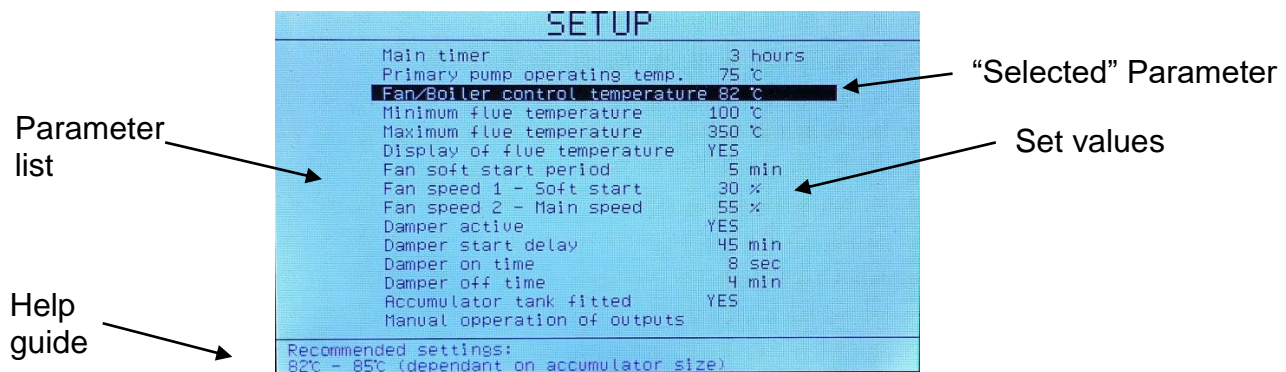 SETUP
Main timer 3 hours
Primary pump operating temp. 75 °C
Fan/Boiler control temperature 82 °C
Minimum flue temperature 100 °C
Maximum flue temperature 350 °C
Display of flue temperature YES
Fan soft start period 5 min
Fan speed 1 - Soft start 30 %
Fan speed 2 - Main speed 55 %
Damper active YES
Damper start delay 45 min
Damper on time 8 sec
Damper off time 4 min
Accumulator tank fitted YES
Manual opperation of outputs
Recommended settings:
82°C - 85°C (dependant on accumulator size)
Parameter
list
Help
guide
“Selected” Parameter
Set values